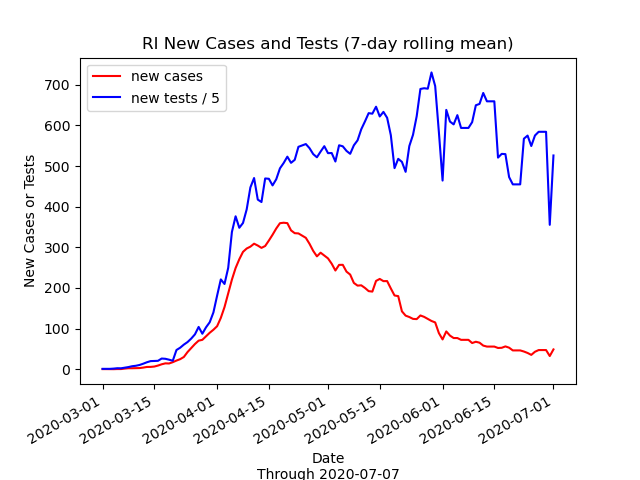 RI New Cases and Tests (7-day rolling mean)
new cases
new tests / 5
New Cases or Tests
700
600
500
400
300
200
100
0
2020-03-01
2020-03-15
2020-04-01
2020-04-15
2020-05-01
2020-05-15
2020-06-01
2020-06-15
2020-07-01
Date
Through 2020-07-07